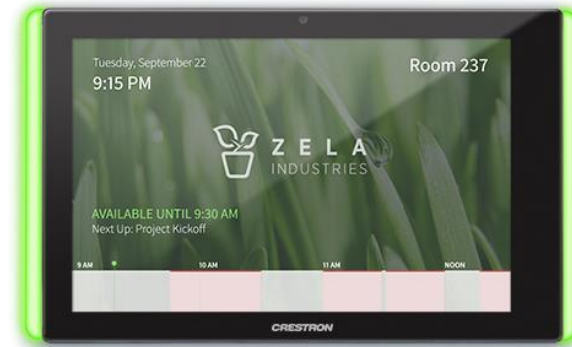 Tuesday, September 22
9:15 PM
Room 237
ZELA
INDUSTRIES
AVAILABLE UNTIL 9:30 AM
Next Up: Project Kickoff
9 AM
10 AM
11 AM
NOON
CRESTRON